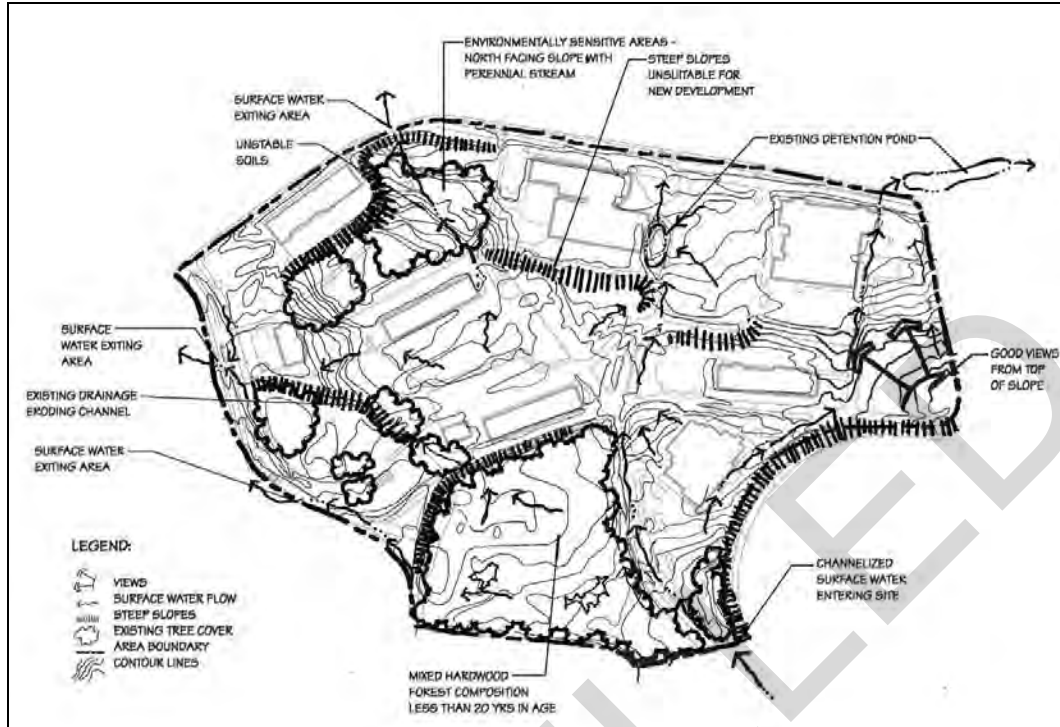 ENVIRONMENTALLY SENSITIVE AREAS -
NORTH FACING SLOPE WITH
PERENNIAL STREAM
STEEP SLOPES
UNSUITABLE FOR
NEW DEVELOPMENT
SURFACE WATER
EXITING AREA
UNSTABLE
SOILS
EXISTING DETENTION POND
SURFACE
WATER EXITING
AREA
GOOD VIEWS
FROM TOP
OF SLOPE
EXISTING DRAINAGE
ERODING CHANNEL
SURFACE WATER
EXITING AREA
LEGEND:
VIEWS
SURFACE WATER FLOW
STEEP SLOPES
EXISTING TREE COVER
AREA BOUNDARY
CONTOUR LINES
CHANNELIZED
SURFACE WATER
ENTERING SITE
MIXED HARDWOOD
FOREST COMPOSITION
LESS THAN 20 YRS IN AGE